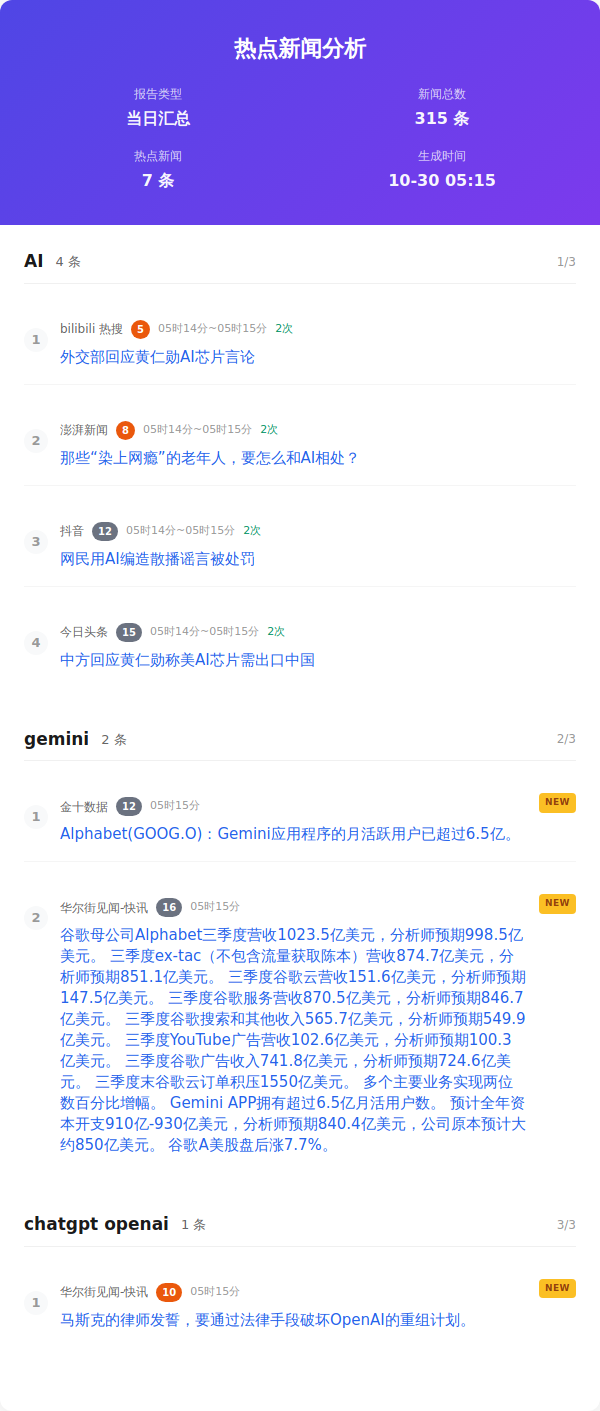 热点新闻分析
报告类型
新闻总数
当日汇总
315 条
热点新闻
生成时间
7 条
10-30 05:15
AI 4 条 1/3
1
bilibili 热搜 5 05时14分~05时15分 2次
外交部回应黄仁勋AI芯片言论
2
澎湃新闻 8 05时14分~05时15分 2次
那些“染上网瘾”的老年人，要怎么和AI相处？
3
抖音 12 05时14分~05时15分 2次
网民用AI编造散播谣言被处罚
4
今日头条 15 05时14分~05时15分 2次
中方回应黄仁勋称美AI芯片需出口中国
gemini 2 条 2/3
1
金十数据 12 05时15分 NEW
Alphabet(GOOG.O)：Gemini应用程序的月活跃用户已超过6.5亿。
2
华尔街见闻-快讯 16 05时15分 NEW
谷歌母公司Alphabet三季度营收1023.5亿美元，分析师预期998.5亿
美元。 三季度ex-tac（不包含流量获取陈本）营收874.7亿美元，分
析师预期851.1亿美元。 三季度谷歌云营收151.6亿美元，分析师预期
147.5亿美元。 三季度谷歌服务营收870.5亿美元，分析师预期846.7
亿美元。 三季度谷歌搜索和其他收入565.7亿美元，分析师预期549.9
亿美元。 三季度YouTube广告营收102.6亿美元，分析师预期100.3
亿美元。 三季度谷歌广告收入741.8亿美元，分析师预期724.6亿美
元。 三季度末谷歌云订单积压1550亿美元。 多个主要业务实现两位
数百分比增幅。 Gemini APP拥有超过6.5亿月活用户数。 预计全年资
本开支910亿-930亿美元，分析师预期840.4亿美元，公司原本预计大
约850亿美元。 谷歌A美股盘后涨7.7%。
chatgpt openai 1 条 3/3
1
华尔街见闻-快讯 10 05时15分 NEW
马斯克的律师发誓，要通过法律手段破坏OpenAI的重组计划。